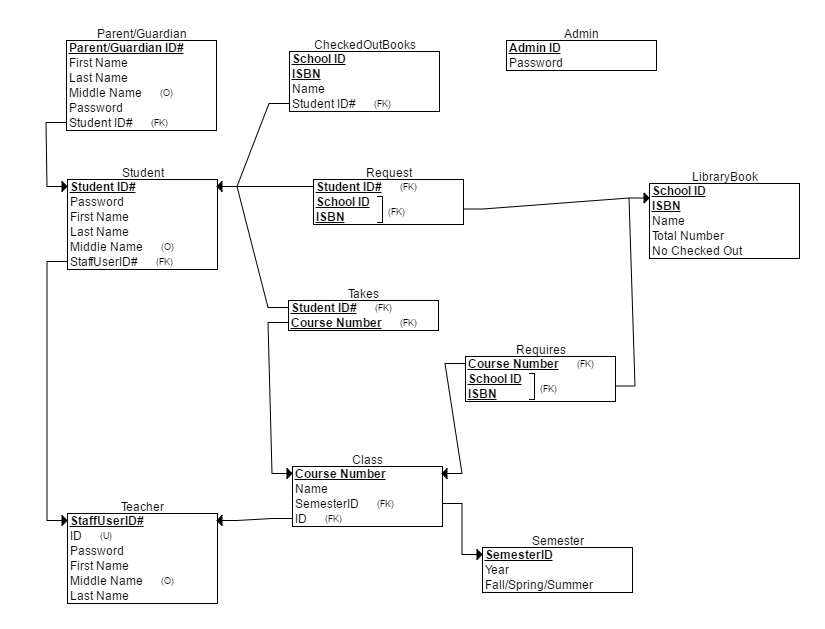 Parent/Guardian
Parent/Guardian ID#
First Name
Last Name
Middle Name (O)
Password
Student ID# (FK)
CheckedOutBooks
School ID
ISBN
Name
Student ID# (FK)
Admin
Admin ID
Password
Student
Student ID#
Password
First Name
Last Name
Middle Name (O)
StaffUserID# (FK)
Request
Student ID# (FK)
School ID
ISBN
(FK)
LibraryBook
School ID
ISBN
Name
Total Number
No Checked Out
Takes
Student ID# (FK)
Course Number (FK)
Requires
Course Number (FK)
School ID
ISBN
(FK)
Class
Course Number
Name
SemesterID (FK)
ID (FK)
Teacher
StaffUserID#
ID (U)
Password
First Name
Middle Name (O)
Last Name
Semester
SemesterID
Year
Fall/Spring/Summer